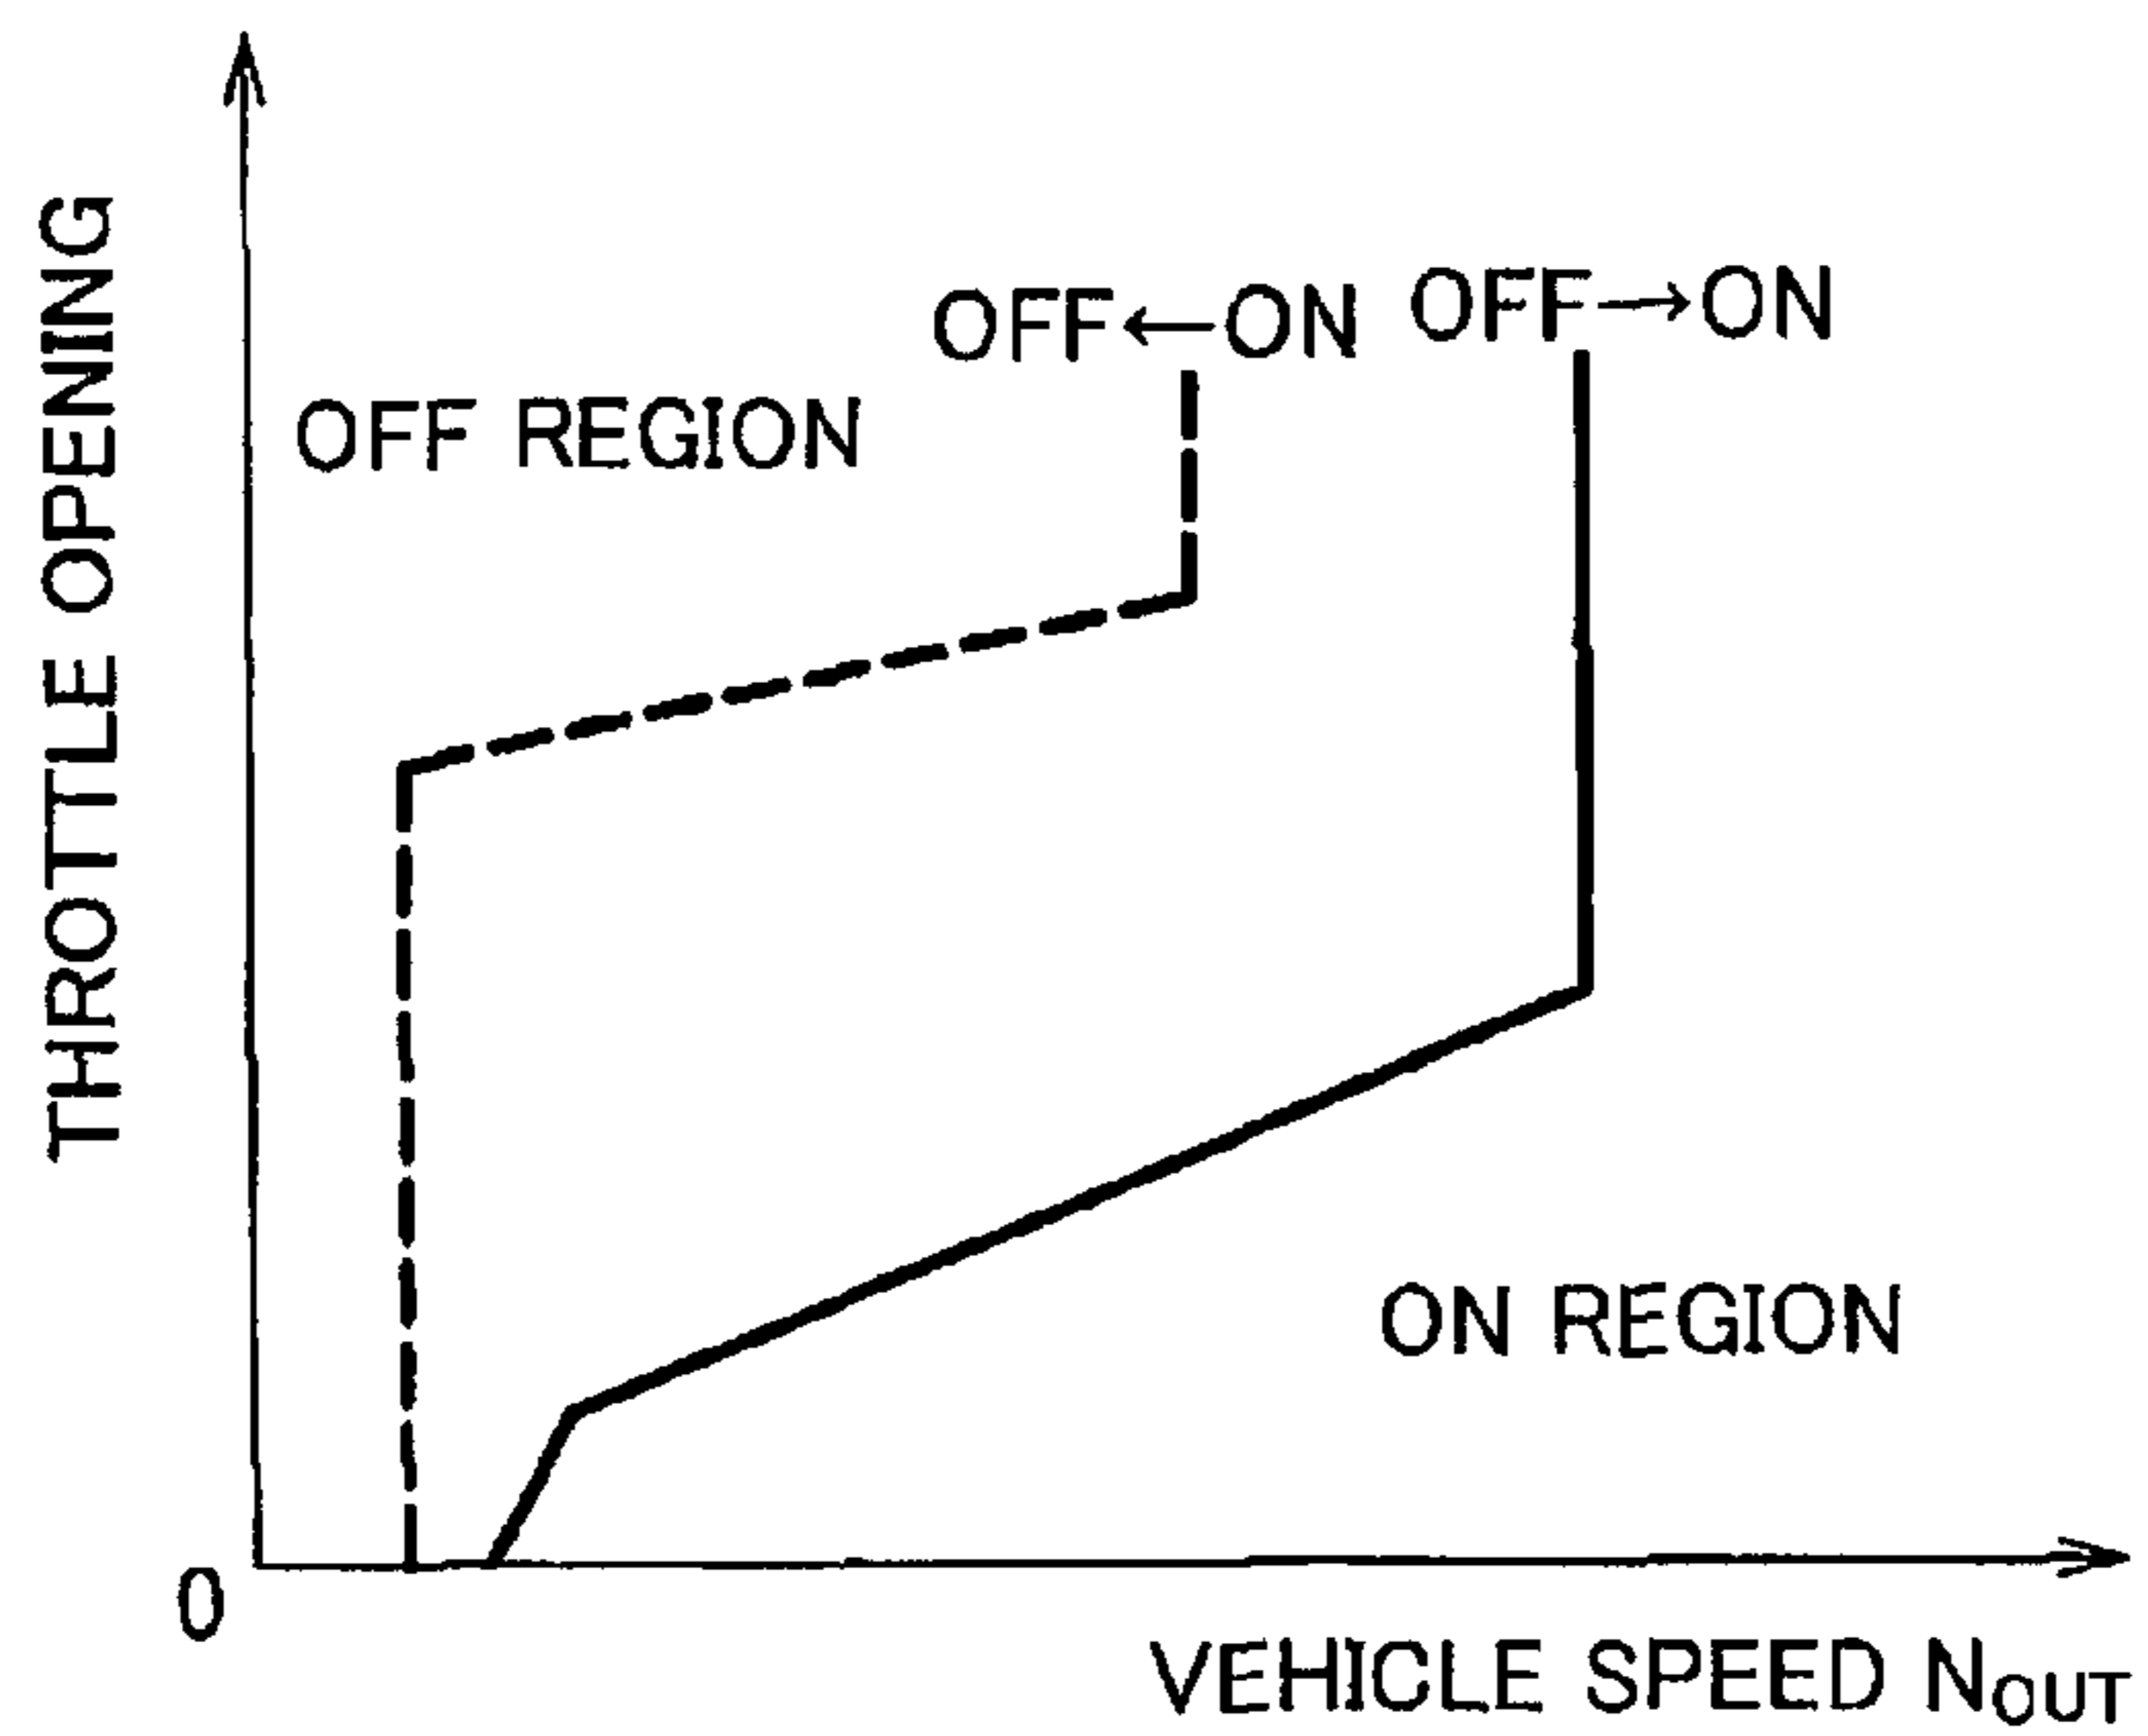 THROTTLE OPENING
OFF←ON OFF→ON
OFF REGION
ON REGION
0
VEHICLE SPEED NOUT